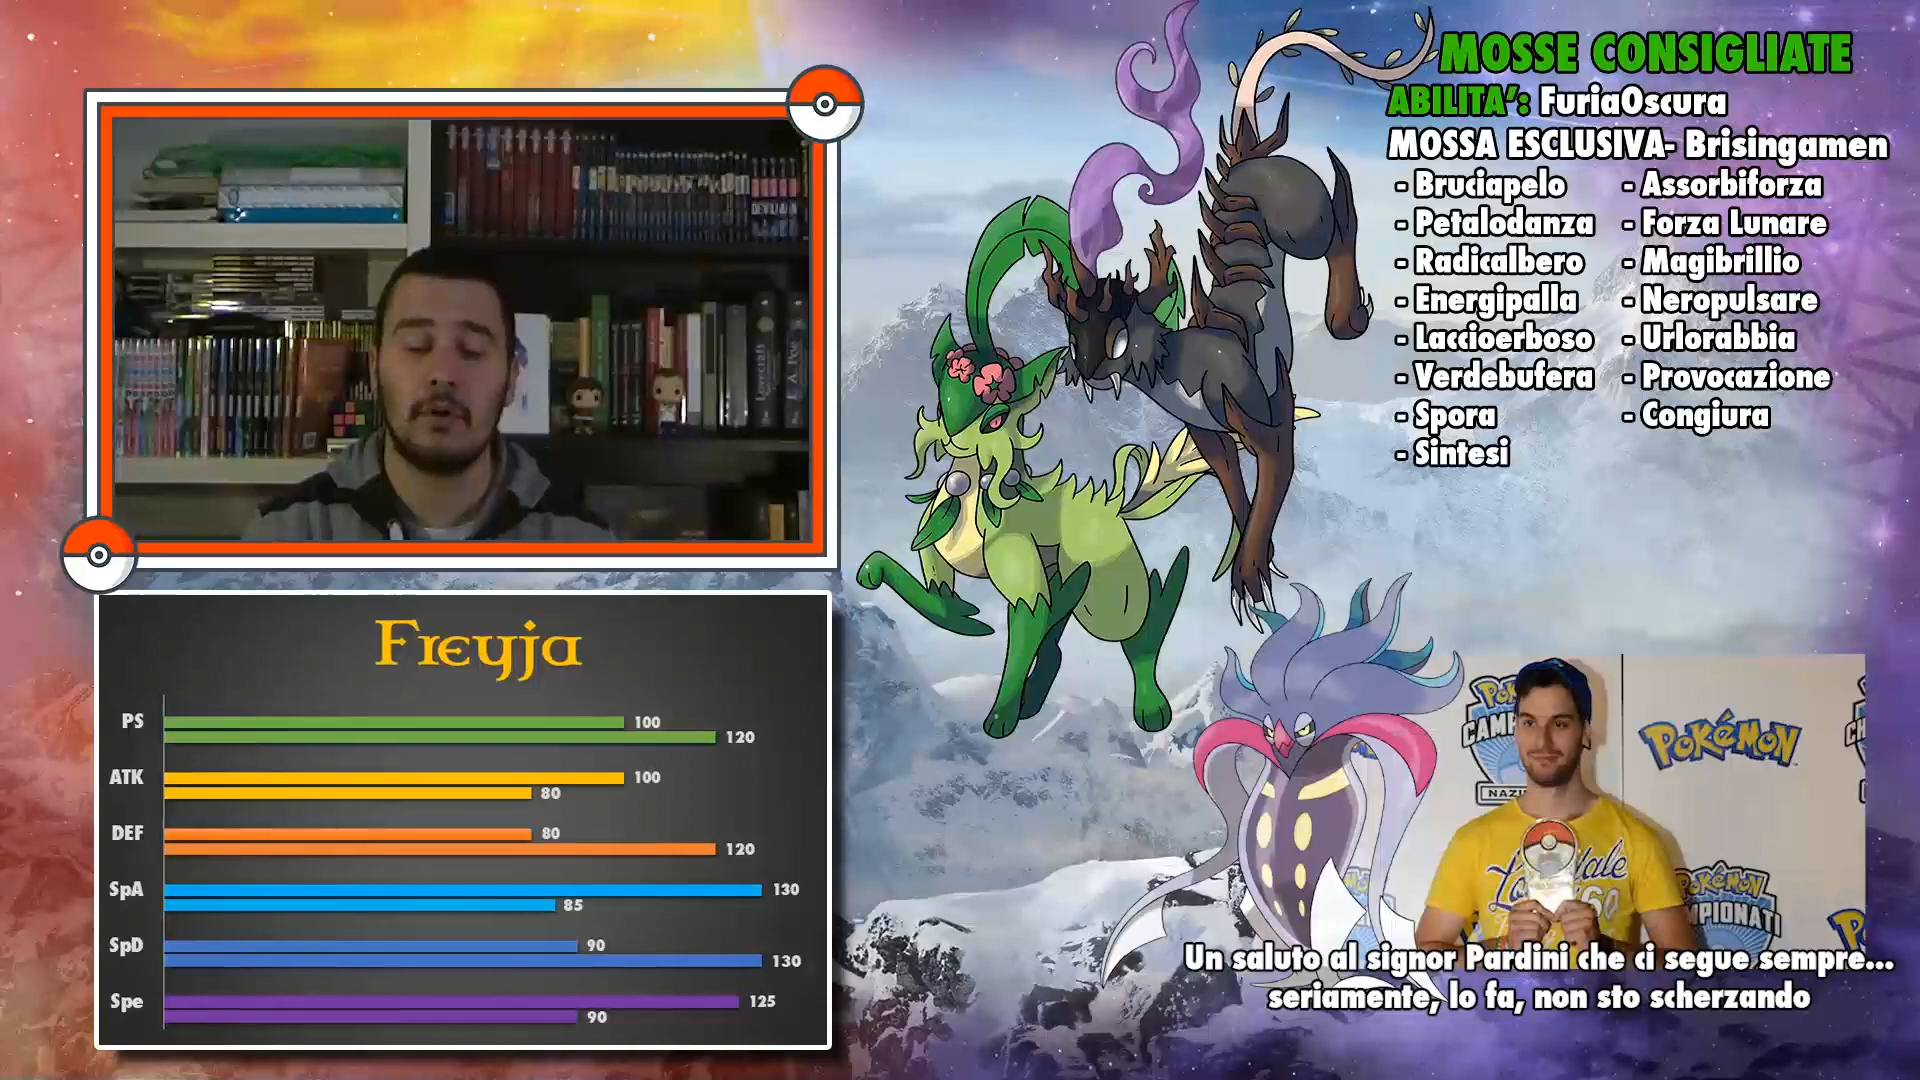 MOSSE CONSIGLIATE
ABILITA': FuriaOscura
MOSSA ESCLUSIVA- Brisingamen
- Bruciapelo
- Petalodanza
- Radicalbero
- Energipalla
- Laccioerboso
- Verdebufera
- Spora
- Sintesi
- Assorbiforza
- Forza Lunare
- Magibrillio
- Neropulsare
- Urlorabbia
- Provocazione
- Congiura
Lovecraft
E. A. Poe
Freyja
PS 100
120
ATK 100
80
DEF 80
120
SpA 130
85
SpD 90
130
Spe 125
90
POKÉMON
POKÉMON
Un saluto al signor Pardini che ci segue sempre...
seriamente, lo fa, non sto scherzando